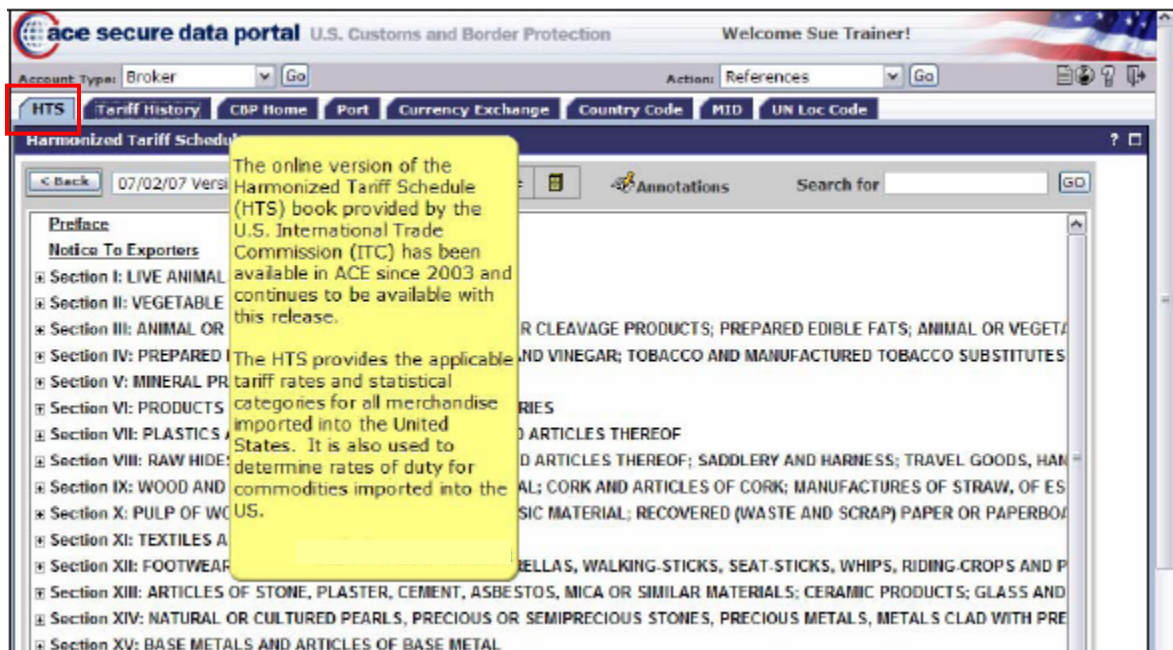 ace secure data portal U.S. Customs and Border Protection Welcome Sue Trainer!
Account Type: Broker Go Action: References Go
HTS Tariff History CBP Home Port Currency Exchange Country Code MID UN Loc Code
Harmonized Tariff Schedul ?
< Back 07/02/07 Versi Annotations Search for GO
The online version of the
Harmonized Tariff Schedule
(HTS) book provided by the
U.S. International Trade
Commission (ITC) has been
available in ACE since 2003 and
continues to be available with
this release.
The HTS provides the applicable
tariff rates and statistical
categories for all merchandise
imported into the United
States. It is also used to
determine rates of duty for
commodities imported into the
US.
Preface
Notice To Exporters
Section I: LIVE ANIMAL
Section II: VEGETABLE
Section III: ANIMAL OR R CLEAVAGE PRODUCTS; PREPARED EDIBLE FATS; ANIMAL OR VEGETA
Section IV: PREPARED AND VINEGAR; TOBACCO AND MANUFACTURED TOBACCO SUBSTITUTES
Section V: MINERAL PR
Section VI: PRODUCTS RIES
Section VII: PLASTICS ARTICLES THEREOF
Section VIII: RAW HIDES D ARTICLES THEREOF; SADDLERY AND HARNESS; TRAVEL GOODS, HAN
Section IX: WOOD AND AL; CORK AND ARTICLES OF CORK; MANUFACTURES OF STRAW, OF ES
Section X: PULP OF WO SIC MATERIAL; RECOVERED (WASTE AND SCRAP) PAPER OR PAPERBOA
Section XI: TEXTILES A
Section XII: FOOTWEAR RELLAS, WALKING-STICKS, SEAT-STICKS, WHIPS, RIDING-CROPS AND P
Section XIII: ARTICLES OF STONE, PLASTER, CEMENT, ASBESTOS, MICA OR SIMILAR MATERIALS; CERAMIC PRODUCTS; GLASS AND
Section XIV: NATURAL OR CULTURED PEARLS, PRECIOUS OR SEMIPRECIOUS STONES, PRECIOUS METALS, METALS CLAD WITH PRE
Section XV: BASE METALS AND ARTICLES OF BASE METAL